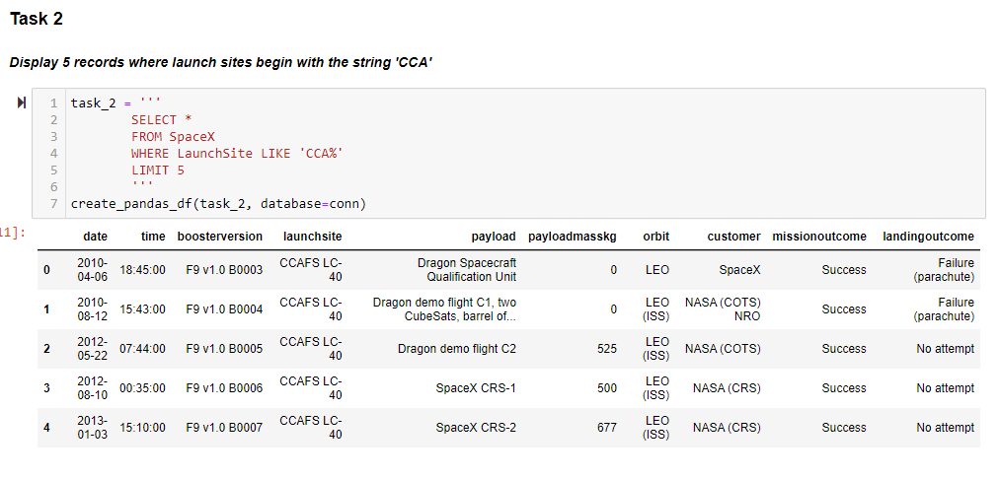 Task 2
Display 5 records where launch sites begin with the string 'CCA'
1 task_2 = '''
2 SELECT *
3 FROM SpaceX
4 WHERE LaunchSite LIKE 'CCA%'
5 LIMIT 5
6 '''
7 create_pandas_df(task_2, database=conn)
11]:
date time boosterversion launchsite payload payloadmasskg orbit customer missionoutcome landingoutcome
0 2010-04-06 18:45:00 F9 v1.0 B0003 CCAFS LC-40 Dragon Spacecraft Qualification Unit 0 LEO SpaceX Success Failure (parachute)
1 2010-08-12 15:43:00 F9 v1.0 B0004 CCAFS LC-40 Dragon demo flight C1, two CubeSats, barrel of... 0 LEO (ISS) NASA (COTS) NRO Success Failure (parachute)
2 2012-05-22 07:44:00 F9 v1.0 B0005 CCAFS LC-40 Dragon demo flight C2 525 LEO (ISS) NASA (COTS) Success No attempt
3 2012-08-10 00:35:00 F9 v1.0 B0006 CCAFS LC-40 SpaceX CRS-1 500 LEO (ISS) NASA (CRS) Success No attempt
4 2013-01-03 15:10:00 F9 v1.0 B0007 CCAFS LC-40 SpaceX CRS-2 677 LEO (ISS) NASA (CRS) Success No attempt